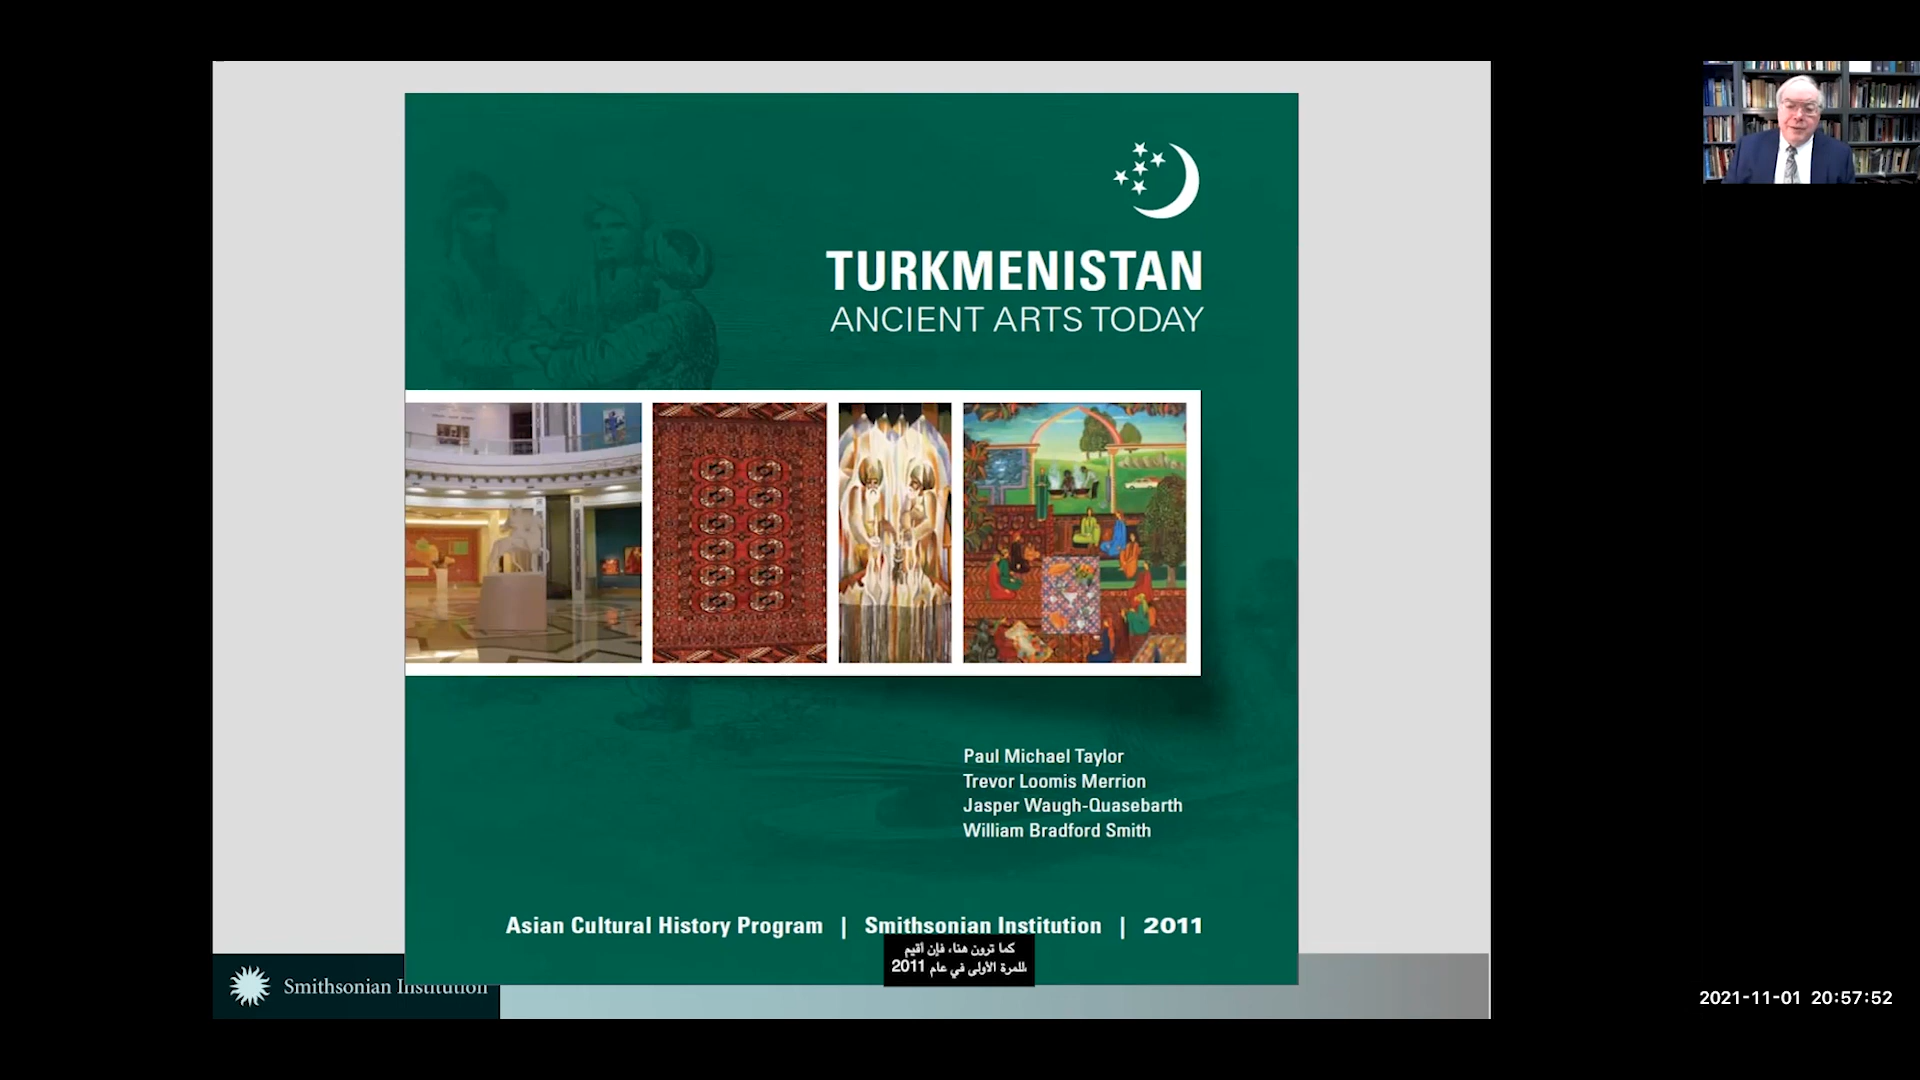 TURKMENISTAN
ANCIENT ARTS TODAY
Paul Michael Taylor
Trevor Loomis Merrion
Jasper Waugh-Quasebarth
William Bradford Smith
Asian Cultural History Program | Smithsonian Institution | 2011
كما ترون هنا، فإن أقيم
للمرة الأولى في عام 2011،
Smithsonian Institution
2021-11-01 20:57:52